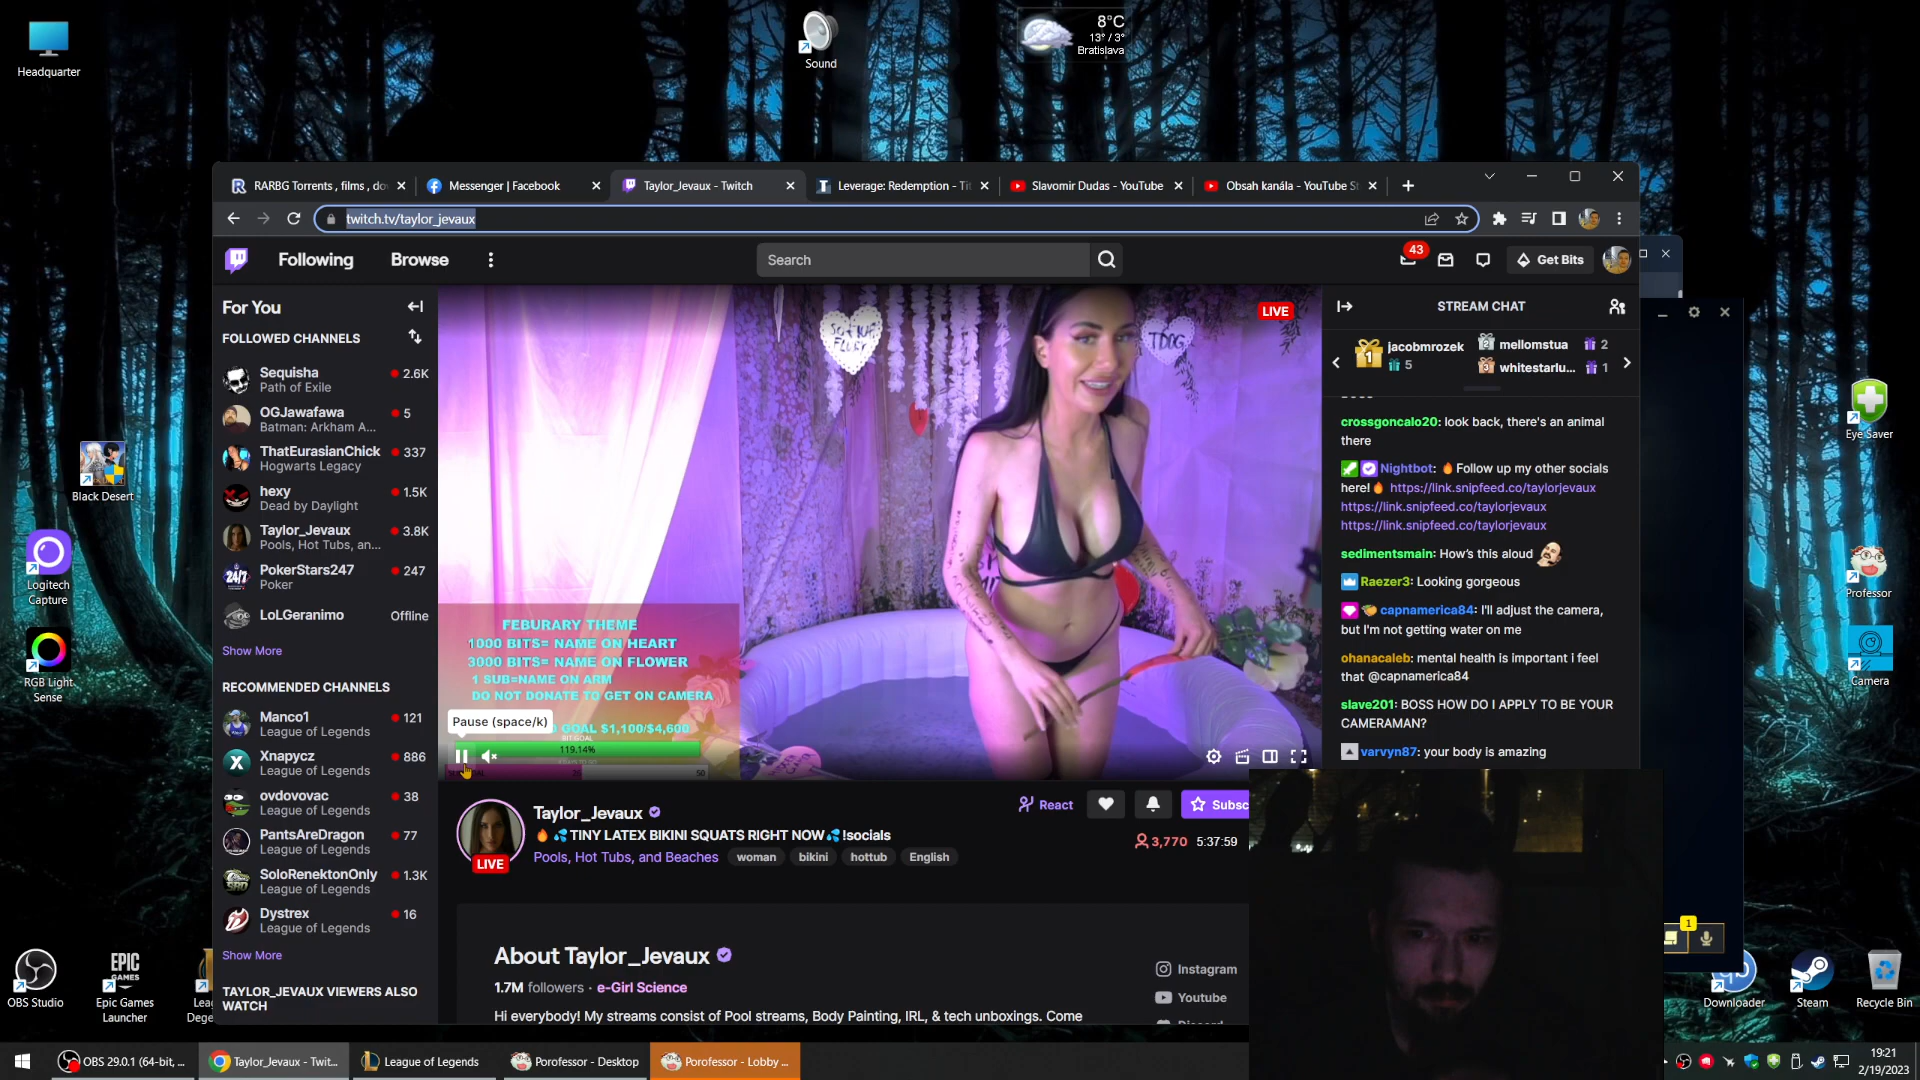 Headquarter
Sound
8°C
13° / 3°
Bratislava
RARBG Torrents , films , do
Messenger | Facebook
Taylor_Jevaux - Twitch
Leverage: Redemption - Ti
Slavomir Dudas - YouTube
Obsah kanála - YouTube S
twitch.tv/taylor_jevaux
Following
Browse
Search
43
Get Bits
For You
FOLLOWED CHANNELS
Sequisha
2.6K
Path of Exile
OGJawafawa
5
Batman: Arkham A...
ThatEurasianChick
337
Hogwarts Legacy
hexy
1.5K
Dead by Daylight
Taylor_Jevaux
3.8K
Pools, Hot Tubs, an...
PokerStars247
247
Poker
LoLGeranimo
Offline
Show More
RECOMMENDED CHANNELS
Manco1
121
League of Legends
Xnapycz
886
League of Legends
ovdovovac
38
League of Legends
PantsAreDragon
77
League of Legends
SoloRenektonOnly
1.3K
League of Legends
Dystrex
16
League of Legends
Show More
TAYLOR_JEVAUX VIEWERS ALSO
WATCH
LIVE
TDOG
FEBURARY THEME
1000 BITS= NAME ON HEART
3000 BITS= NAME ON FLOWER
1 SUB=NAME ON ARM
DO NOT DONATE TO GET ON CAMERA
Pause (space/k)
GOAL $1,100/$4,600
BIT GOAL
119.14%
50
STREAM CHAT
jacobmrozek
5
mellomstua
2
whitestarlu...
1
crossgoncalo20: look back, there's an animal
there
Nightbot: Follow up my other socials
here! https://link.snipfeed.co/taylorjevaux
https://link.snipfeed.co/taylorjevaux
https://link.snipfeed.co/taylorjevaux
sedimentsmain: How's this aloud
Raezer3: Looking gorgeous
capnamerica84: I'll adjust the camera,
but I'm not getting water on me
ohanacaleb: mental health is important i feel
that @capnamerica84
slave201: BOSS HOW DO I APPLY TO BE YOUR
CAMERAMAN?
varvyn87: your body is amazing
Taylor_Jevaux
LIVE
TINY LATEX BIKINI SQUATS RIGHT NOW !socials
Pools, Hot Tubs, and Beaches
woman
bikini
hottub
English
React
Subsc
3,770
5:37:59
About Taylor_Jevaux
1.7M followers · e-Girl Science
Hi everybody! My streams consist of Pool streams, Body Painting, IRL, & tech unboxings. Come
Instagram
Youtube
Black Desert
Logitech
Capture
RGB Light
Sense
OBS Studio
Epic Games
Launcher
EPIC
GAMES
Eye Saver
Professor
Camera
1
Downloader
Steam
Recycle Bin
OBS 29.0.1 (64-bit, ...
Taylor_Jevaux - Twit...
League of Legends
Porofessor - Desktop
Porofessor - Lobby ...
19:21
2/19/2023